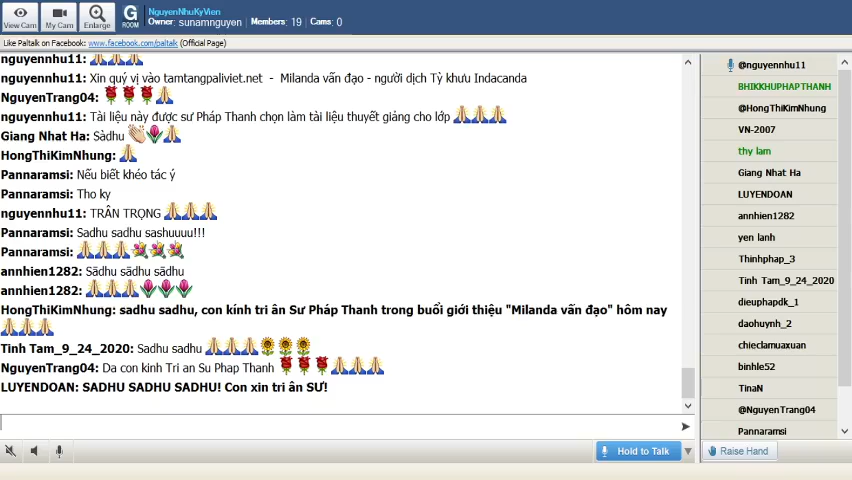 NguyenNhuKyVien
Owner: sunamnguyen Members: 19 Cams: 0
View Cam My Cam Enlarge G ROOM
Like Paltalk on Facebook: www.facebook.com/paltalk (Official Page)
nguyennhu11:
nguyennhu11: Xin quý vị vào tamtangpaliviet.net - Milanda vấn đạo - người dịch Tỳ khưu Indacanda
NguyenTrang04:
nguyennhu11: Tài liệu này được sư Pháp Thanh chọn làm tài liệu thuyết giảng cho lớp
Giang Nhat Ha: Sàdhu
HongThiKimNhung:
Pannaramsi: Nếu biết khéo tác ý
Pannaramsi: Tho ky
nguyennhu11: TRÂN TRỌNG
Pannaramsi: Sadhu sadhu sashuuuu!!!
Pannaramsi:
annhien1282: Sādhu sādhu sādhu
annhien1282:
HongThiKimNhung: sadhu sadhu, con kính tri ân Sư Pháp Thanh trong buổi giới thiệu "Milanda vấn đạo" hôm nay
Tinh Tam_9_24_2020: Sadhu sadhu
NguyenTrang04: Da con kinh Tri an Su Phap Thanh
LUYENDOAN: SADHU SADHU SADHU! Con xin tri ân SƯ!
@nguyennhu11
BHIKKHUPHAPTHANH
@HongThiKimNhung
VN-2007
thy lam
Giang Nhat Ha
LUYENDOAN
annhien1282
yen lanh
Thinhphap_3
Tinh Tam_9_24_2020
dieuphapdk_1
daohuynh_2
chieclamuaxuan
binhle52
TinaN
@NguyenTrang04
Pannaramsi
Hold to Talk
Raise Hand